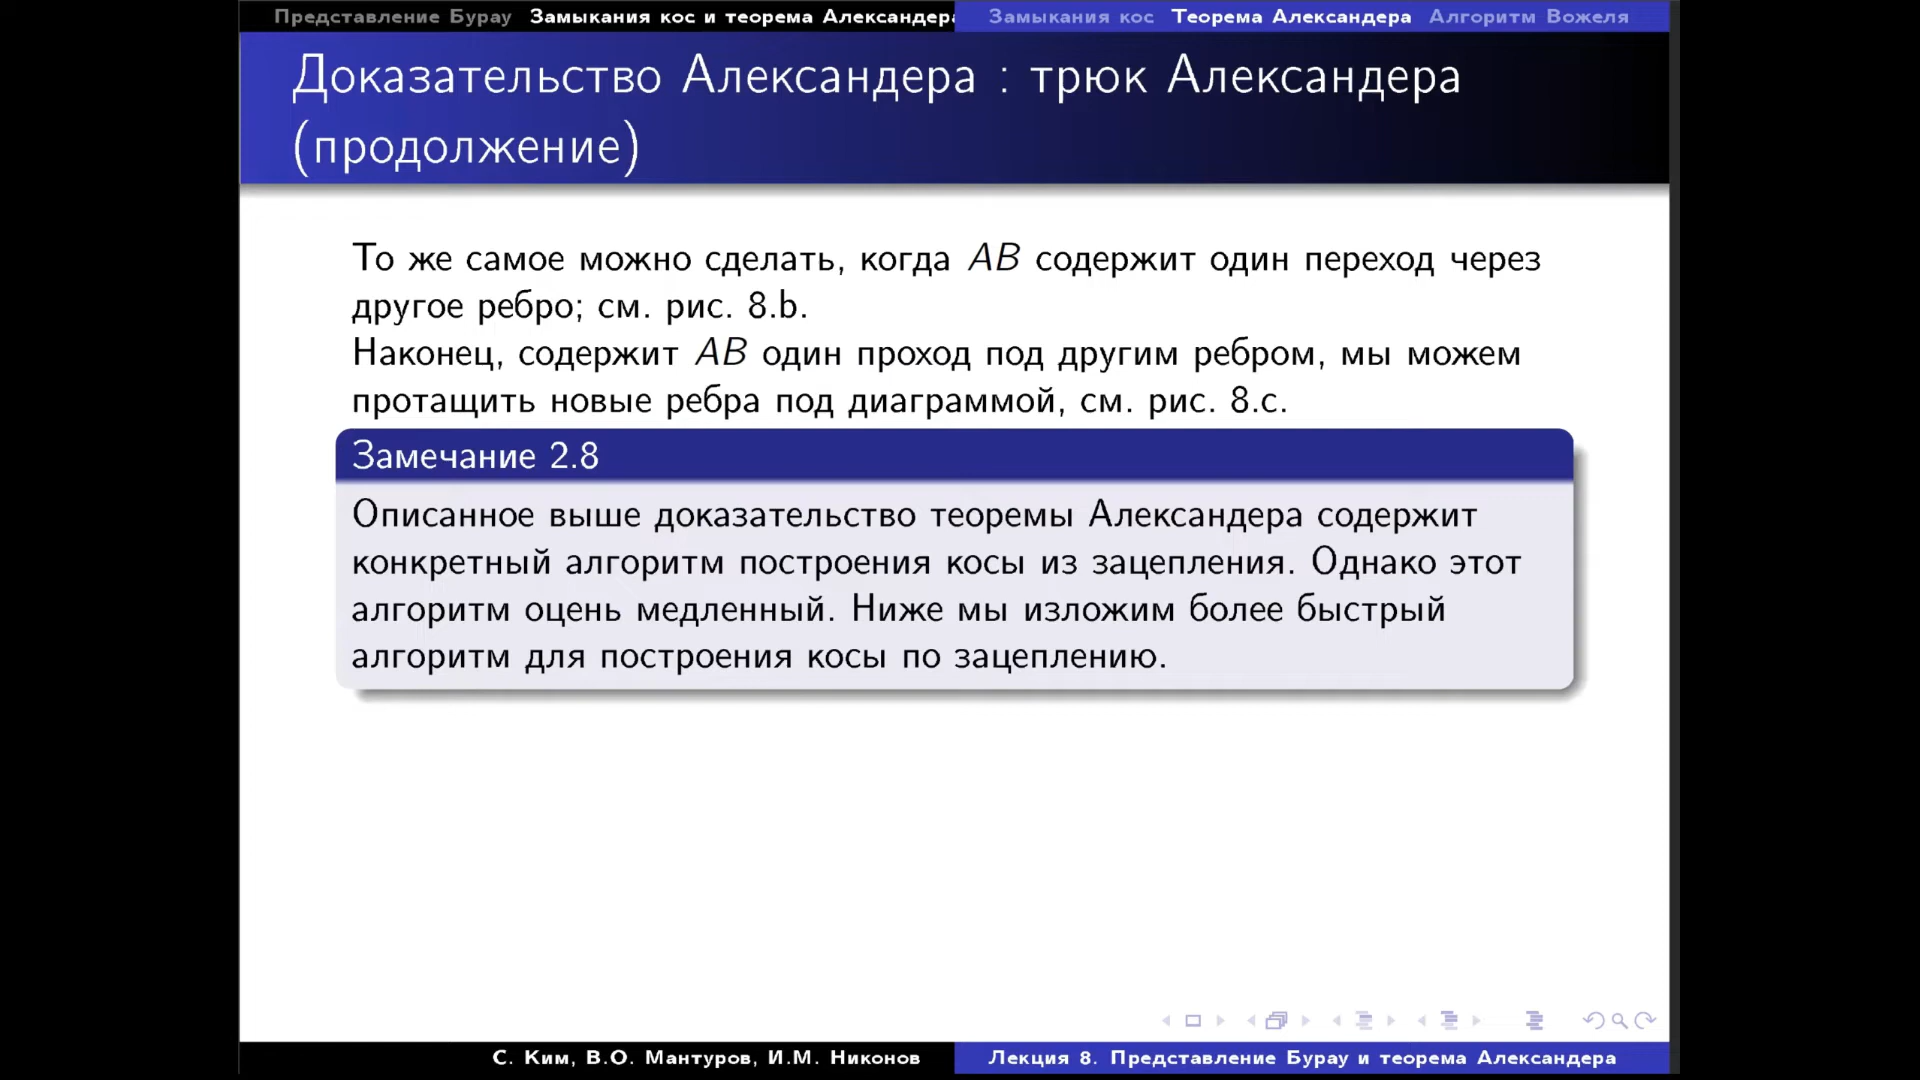 Представление Бурау Замыкания кос и теорема Александера Замыкания кос Теорема Александера Алгоритм Вожеля
Доказательство Александера : трюк Александера
(продолжение)
То же самое можно сделать, когда AB содержит один переход через
другое ребро; см. рис. 8.b.
Наконец, содержит AB один проход под другим ребром, мы можем
протащить новые ребра под диаграммой, см. рис. 8.c.
Замечание 2.8
Описанное выше доказательство теоремы Александера содержит
конкретный алгоритм построения косы из зацепления. Однако этот
алгоритм оцень медленный. Ниже мы изложим более быстрый
алгоритм для построения косы по зацеплению.
С. Ким, В.О. Мантуров, И.М. Никонов Лекция 8. Представление Бурау и теорема Александера